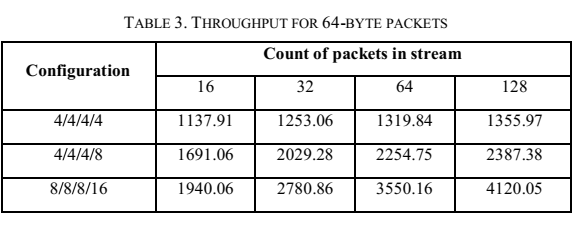 TABLE 3. THROUGHPUT FOR 64-BYTE PACKETS
Configuration
Count of packets in stream
16 32 64 128
4/4/4/4 1137.91 1253.06 1319.84 1355.97
4/4/4/8 1691.06 2029.28 2254.75 2387.38
8/8/8/16 1940.06 2780.86 3550.16 4120.05